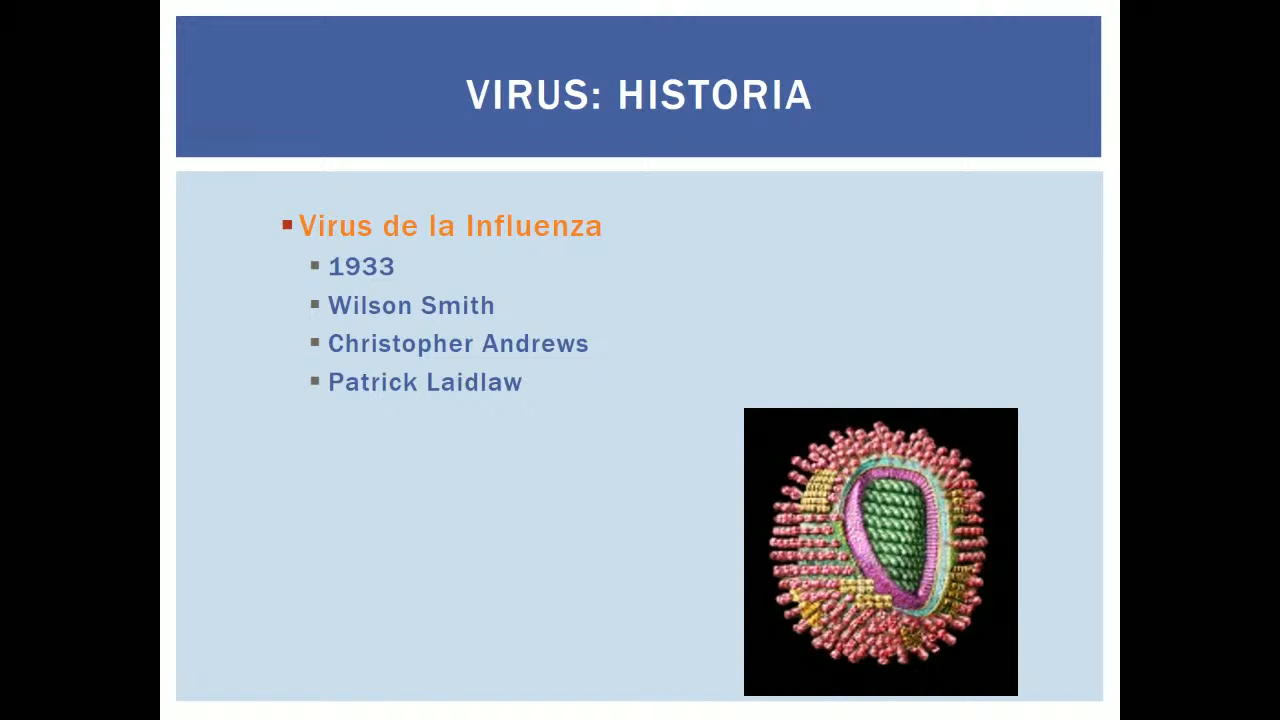 VIRUS: HISTORIA
Virus de la Influenza
1933
Wilson Smith
Christopher Andrews
Patrick Laidlaw